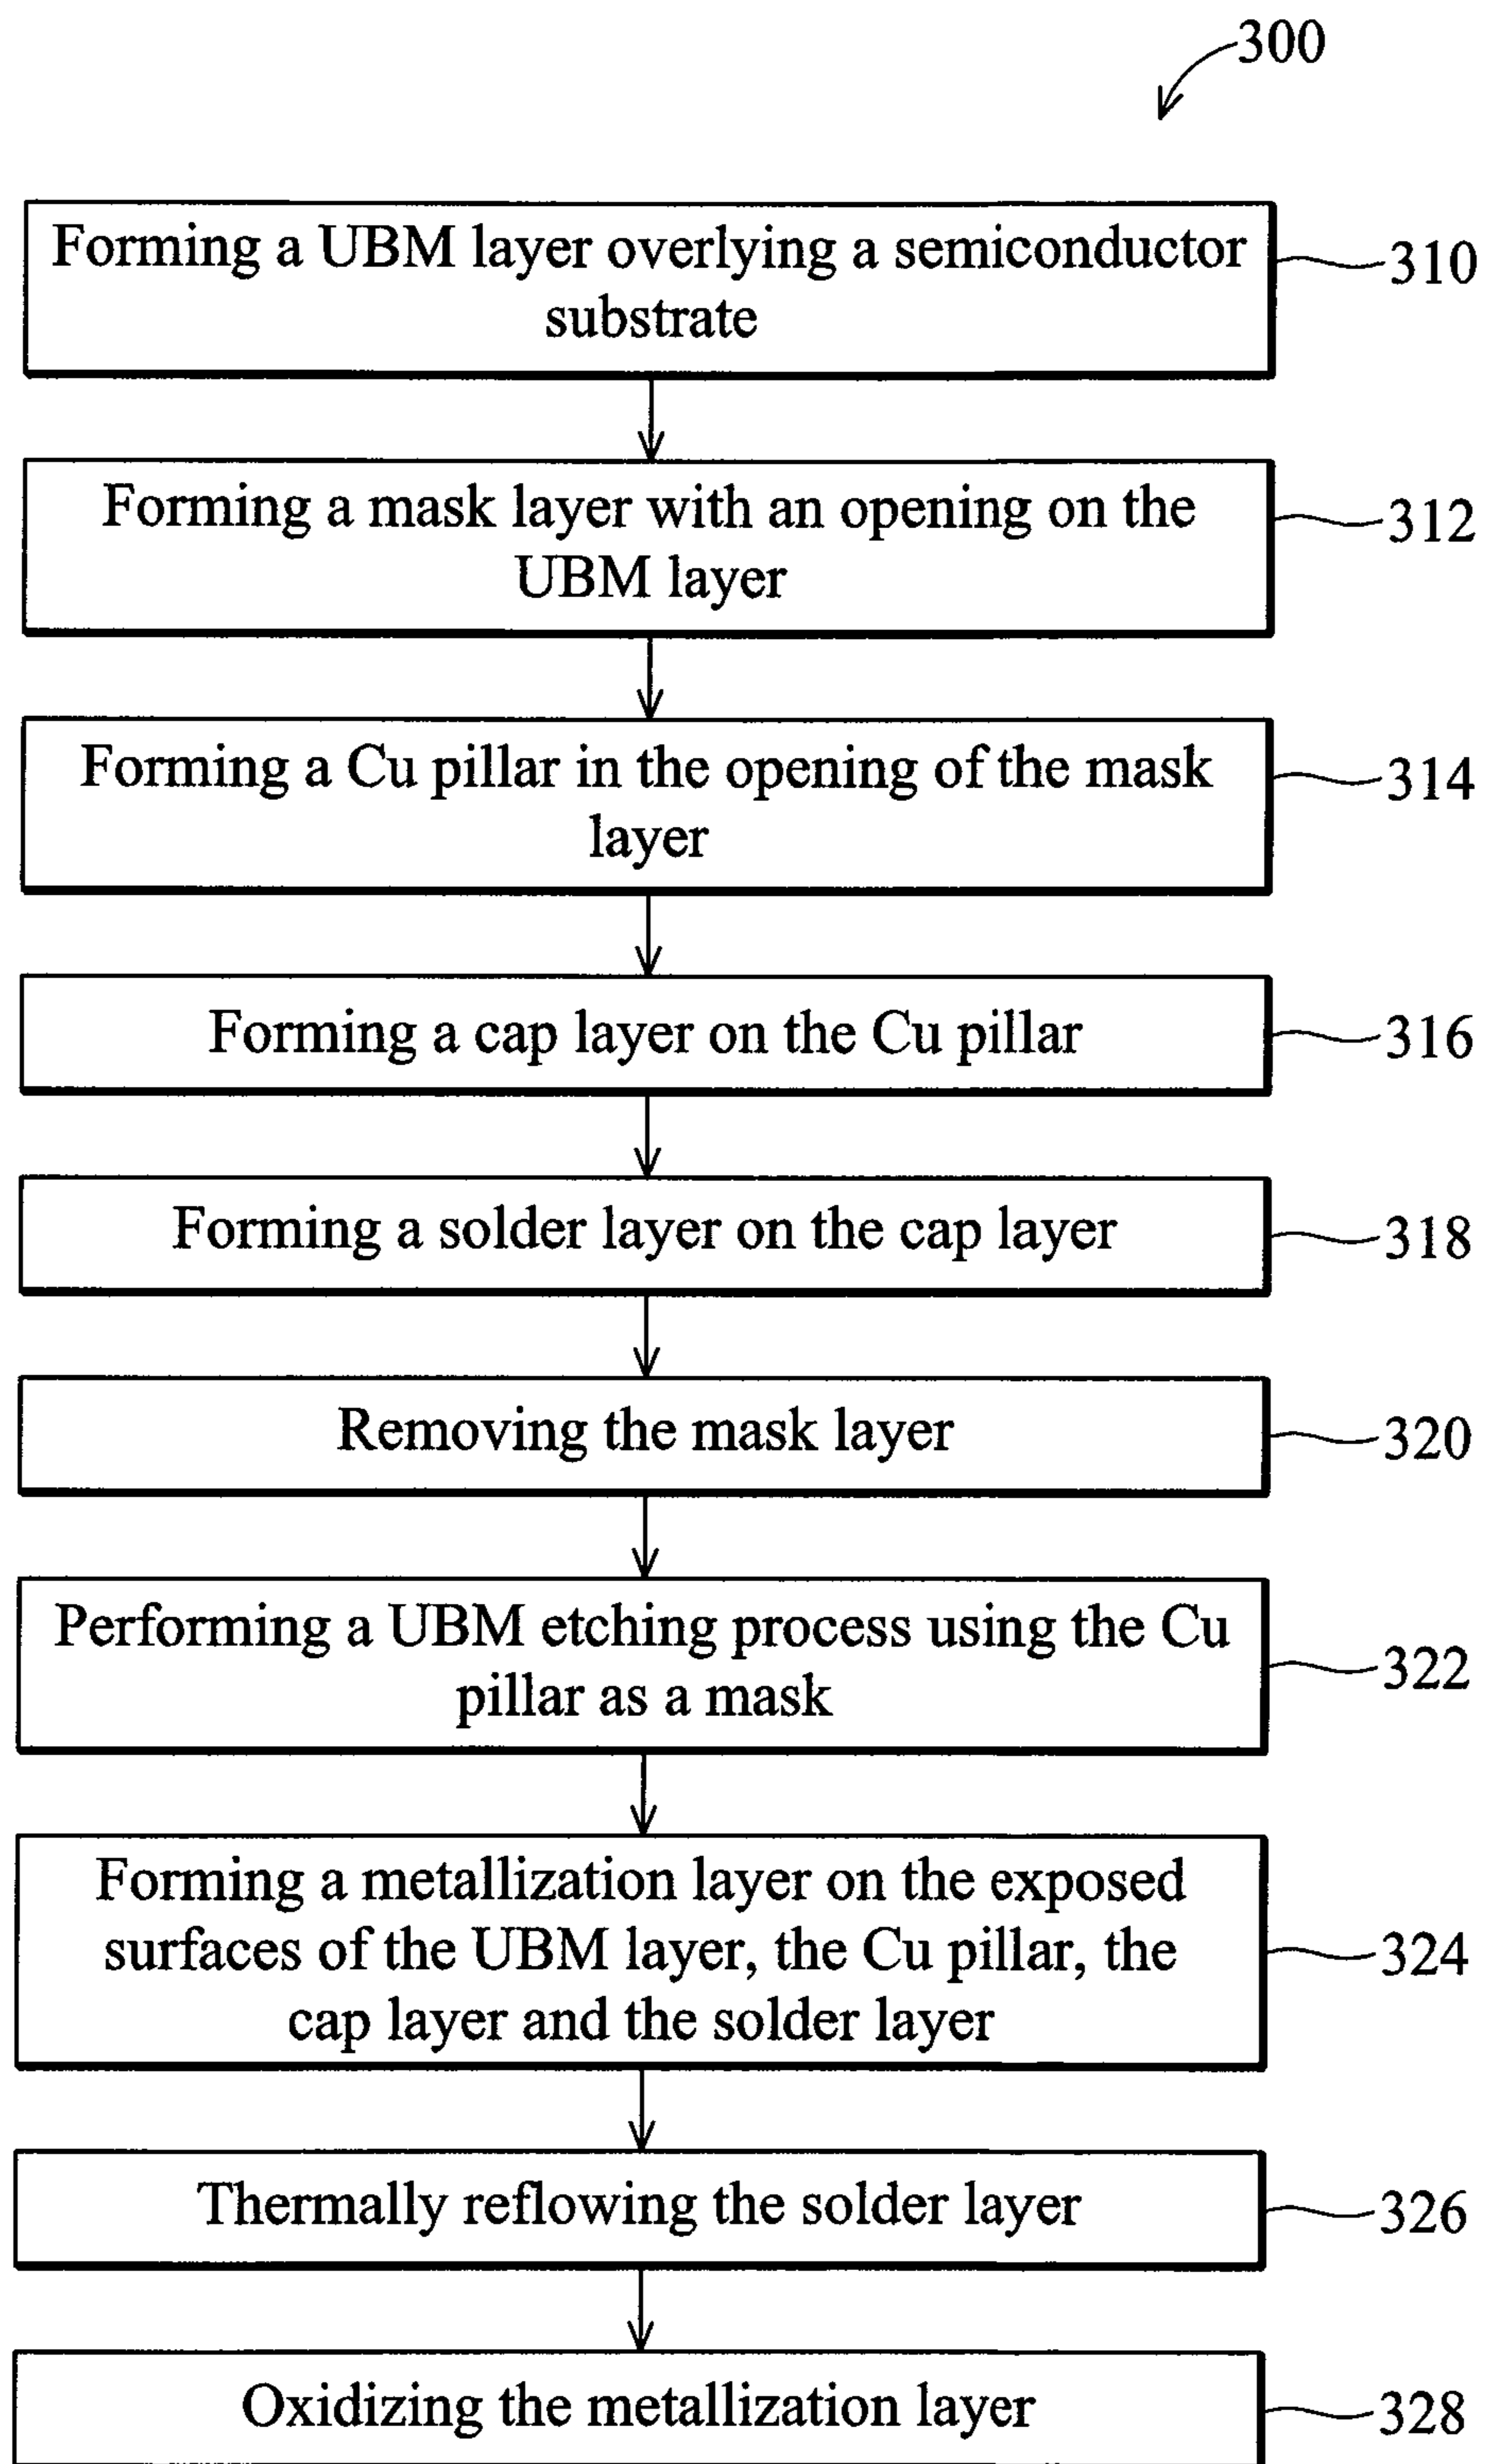 300
Forming a UBM layer overlying a semiconductor
substrate
310
Forming a mask layer with an opening on the
UBM layer
312
Forming a Cu pillar in the opening of the mask
layer
314
Forming a cap layer on the Cu pillar
316
Forming a solder layer on the cap layer
318
Removing the mask layer
320
Performing a UBM etching process using the Cu
pillar as a mask
322
Forming a metallization layer on the exposed
surfaces of the UBM layer, the Cu pillar, the
cap layer and the solder layer
324
Thermally reflowing the solder layer
326
Oxidizing the metallization layer
328